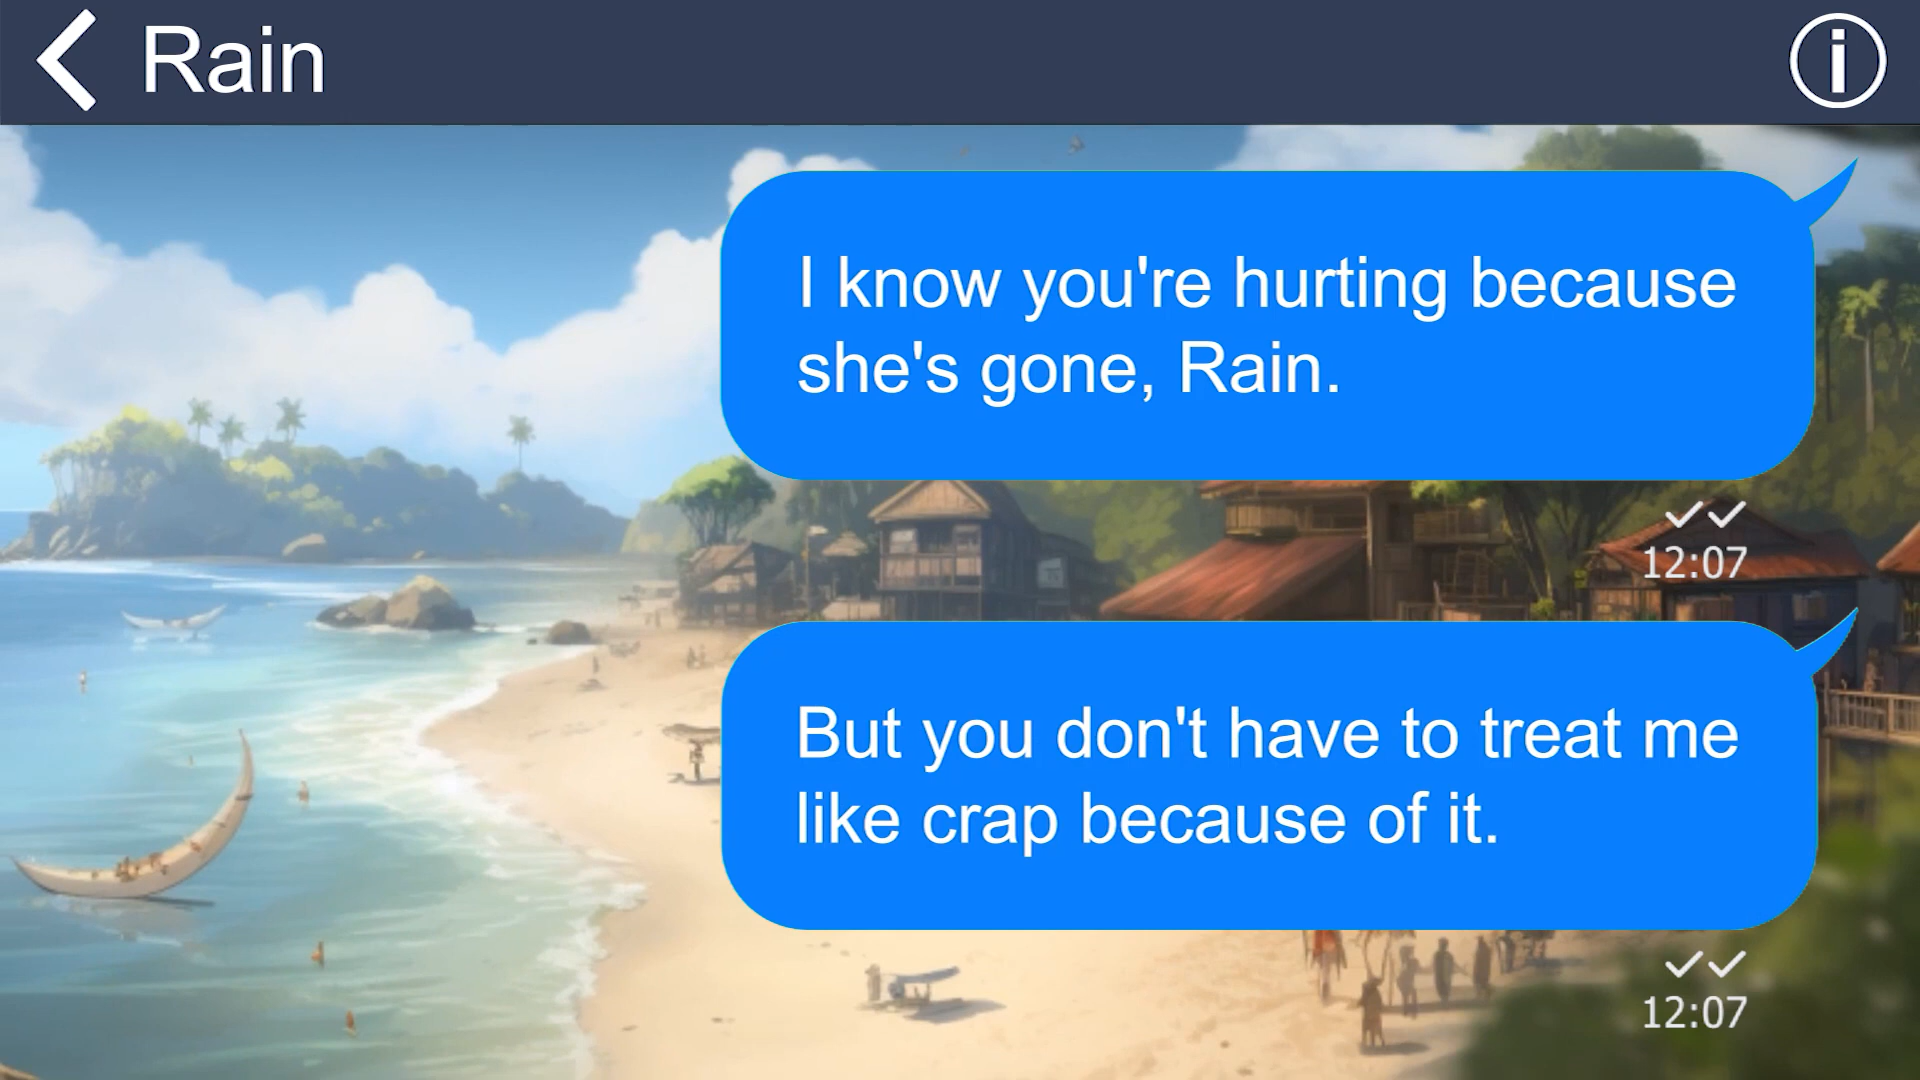 Rain
I know you're hurting because
she's gone, Rain.
12:07
But you don't have to treat me
like crap because of it.
12:07